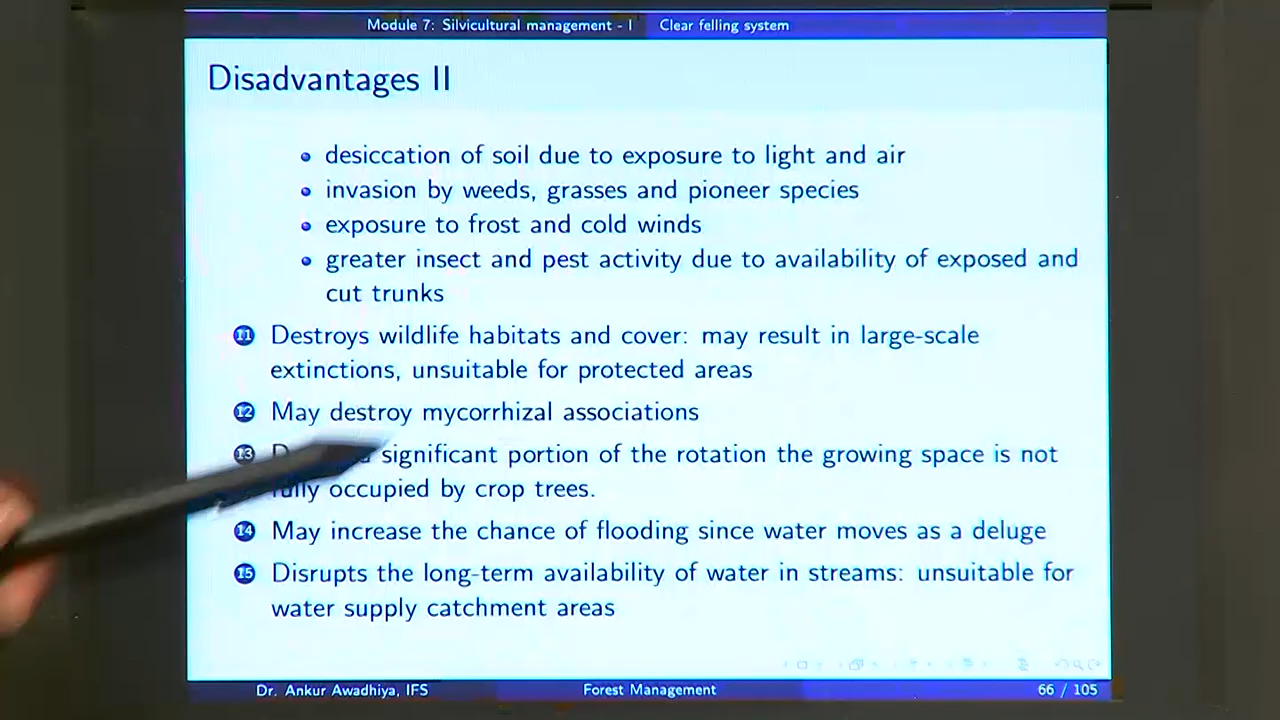 Module 7: Silvicultural management - I Clear felling system
Disadvantages II
desiccation of soil due to exposure to light and air
invasion by weeds, grasses and pioneer species
exposure to frost and cold winds
greater insect and pest activity due to availability of exposed and
cut trunks
11 Destroys wildlife habitats and cover: may result in large-scale
extinctions, unsuitable for protected areas
12 May destroy mycorrhizal associations
13 significant portion of the rotation the growing space is not
fully occupied by crop trees.
14 May increase the chance of flooding since water moves as a deluge
15 Disrupts the long-term availability of water in streams: unsuitable for
water supply catchment areas
Dr. Ankur Awadhiya, IFS Forest Management 66 / 105